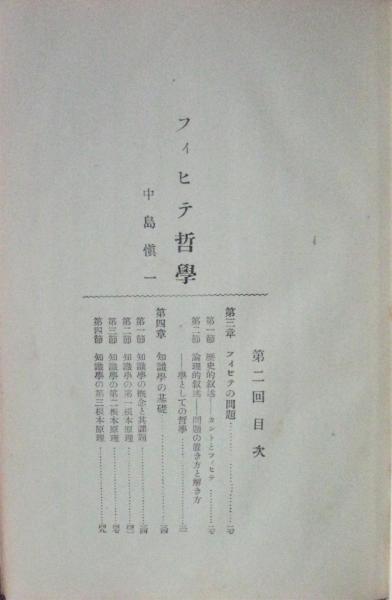 フィヒテ哲學
中島愼一
第二回目次
第三章 フィヒテの問題
第一節 歴史的叙述——カントとフィヒテ
第二節 論理的叙述——問題の置き方と解き方
——學としての哲學
第四章 知識學の基礎
第一節 知識學の概念と其課題
第二節 知識學の第一根本原理
第三節 知識學の第二根本原理
第四節 知識學の第三根本原理